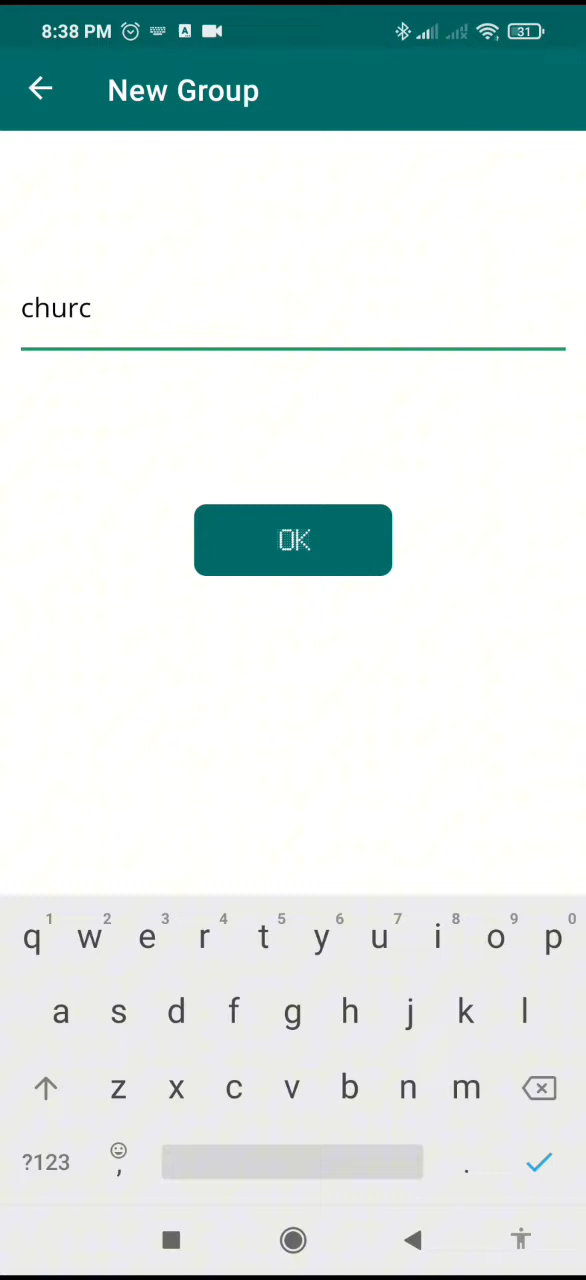 8:38 PM 31
New Group
churc
OK
1 2 3 4 5 6 7 8 9 0
q w e r t y u i o p
a s d f g h j k l
z x c v b n m
?123 , .